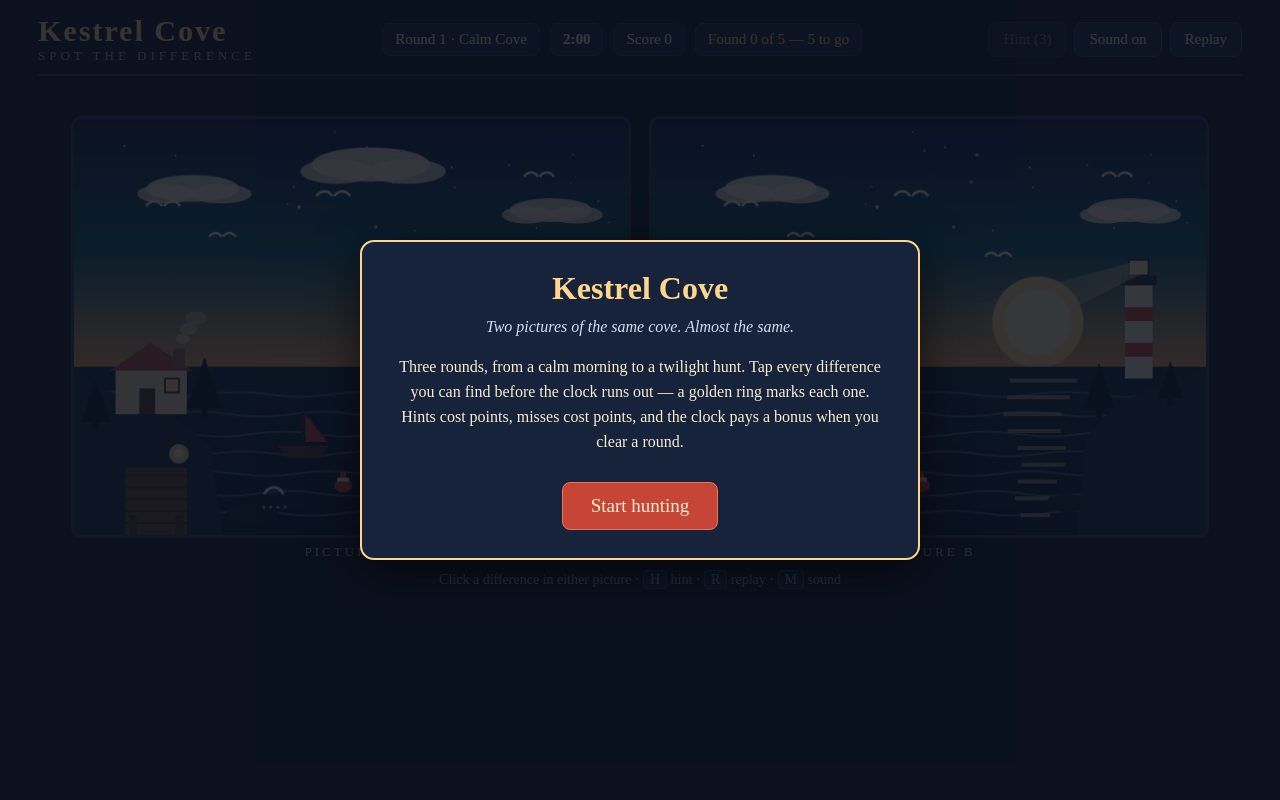 Kestrel Cove
SPOT THE DIFFERENCE
Round 1 · Calm Cove
2:00
Score 0
Found 0 of 5 — 5 to go
Hint (3)
Sound on
Replay
Kestrel Cove
Two pictures of the same cove. Almost the same.
Three rounds, from a calm morning to a twilight hunt. Tap every difference
you can find before the clock runs out — a golden ring marks each one.
Hints cost points, misses cost points, and the clock pays a bonus when you
clear a round.
Start hunting
Click a difference in either picture · H hint · R replay · M sound